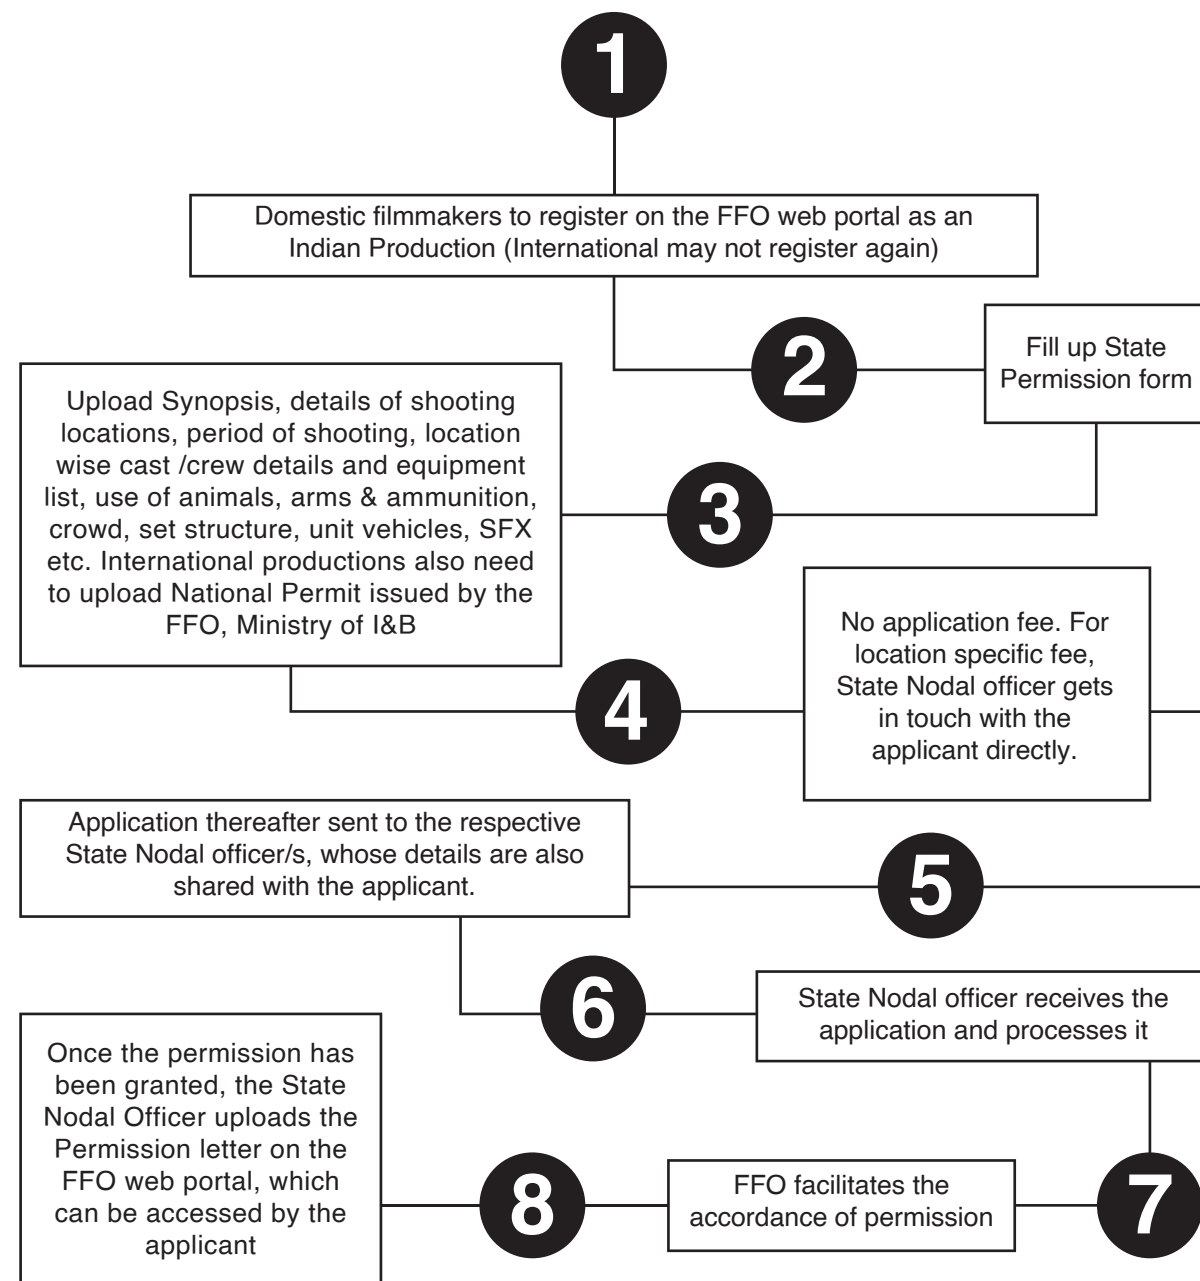 1
Domestic filmmakers to register on the FFO web portal as an
Indian Production (International may not register again)
2
Fill up State
Permission form
3
Upload Synopsis, details of shooting
locations, period of shooting, location
wise cast /crew details and equipment
list, use of animals, arms & ammunition,
crowd, set structure, unit vehicles, SFX
etc. International productions also need
to upload National Permit issued by the
FFO, Ministry of I&B
4
No application fee. For
location specific fee,
State Nodal officer gets
in touch with the
applicant directly.
5
Application thereafter sent to the respective
State Nodal officer/s, whose details are also
shared with the applicant.
6
State Nodal officer receives the
application and processes it
7
FFO facilitates the
accordance of permission
8
Once the permission has
been granted, the State
Nodal Officer uploads the
Permission letter on the
FFO web portal, which
can be accessed by the
applicant